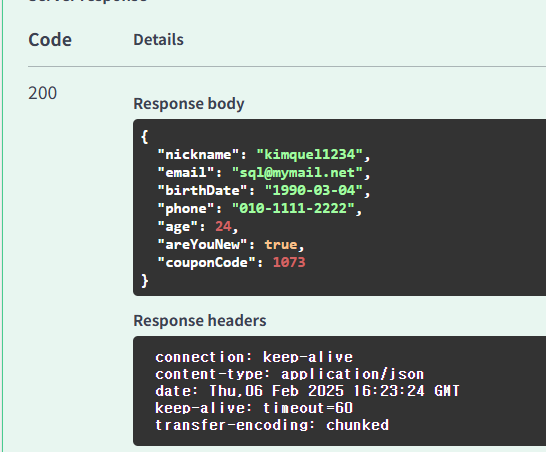 Server response
Code Details
200
Response body
{
"nickname": "kimquel1234",
"email": "sql@mymail.net",
"birthDate": "1990-03-04",
"phone": "010-1111-2222",
"age": 24,
"areYouNew": true,
"couponCode": 1073
}
Response headers
connection: keep-alive
content-type: application/json
date: Thu,06 Feb 2025 16:23:24 GMT
keep-alive: timeout=60
transfer-encoding: chunked